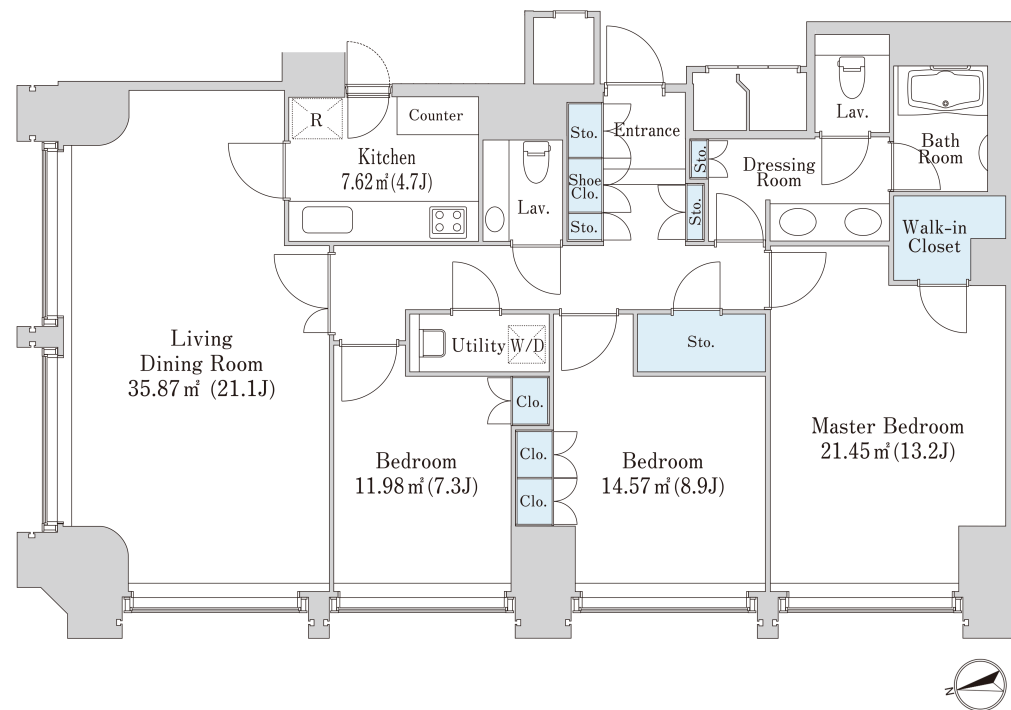 R
Counter
Kitchen
7.62㎡(4.7J)
Lav.
Sto.
Shoe
Clo.
Sto.
Entrance
Sto.
Sto.
Dressing
Room
Lav.
Bath
Room
Walk-in
Closet
Living
Dining Room
35.87㎡ (21.1J)
Utility
W/D
Sto.
Clo.
Clo.
Clo.
Bedroom
11.98㎡(7.3J)
Bedroom
14.57㎡(8.9J)
Master Bedroom
21.45㎡(13.2J)
N